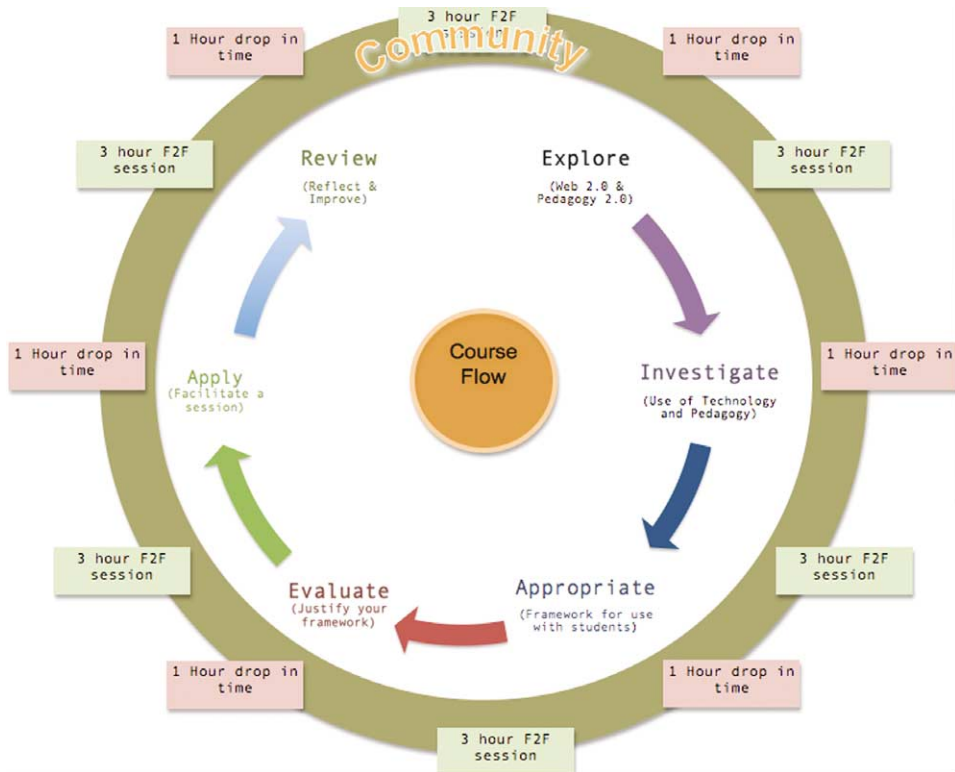 3 hour F2F
session
Community
1 Hour drop in
time
1 Hour drop in
time
3 hour F2F
session
3 hour F2F
session
Review
(Reflect &
Improve)
Explore
(Web 2.0 &
Pedagogy 2.0)
Course
Flow
1 Hour drop in
time
Apply
(Facilitate a
session)
Investigate
(Use of Technology
and Pedagogy)
1 Hour drop in
time
3 hour F2F
session
Evaluate
(Justify your
framework)
Appropriate
(Framework for use
with students)
3 hour F2F
session
1 Hour drop in
time
1 Hour drop in
time
3 hour F2F
session